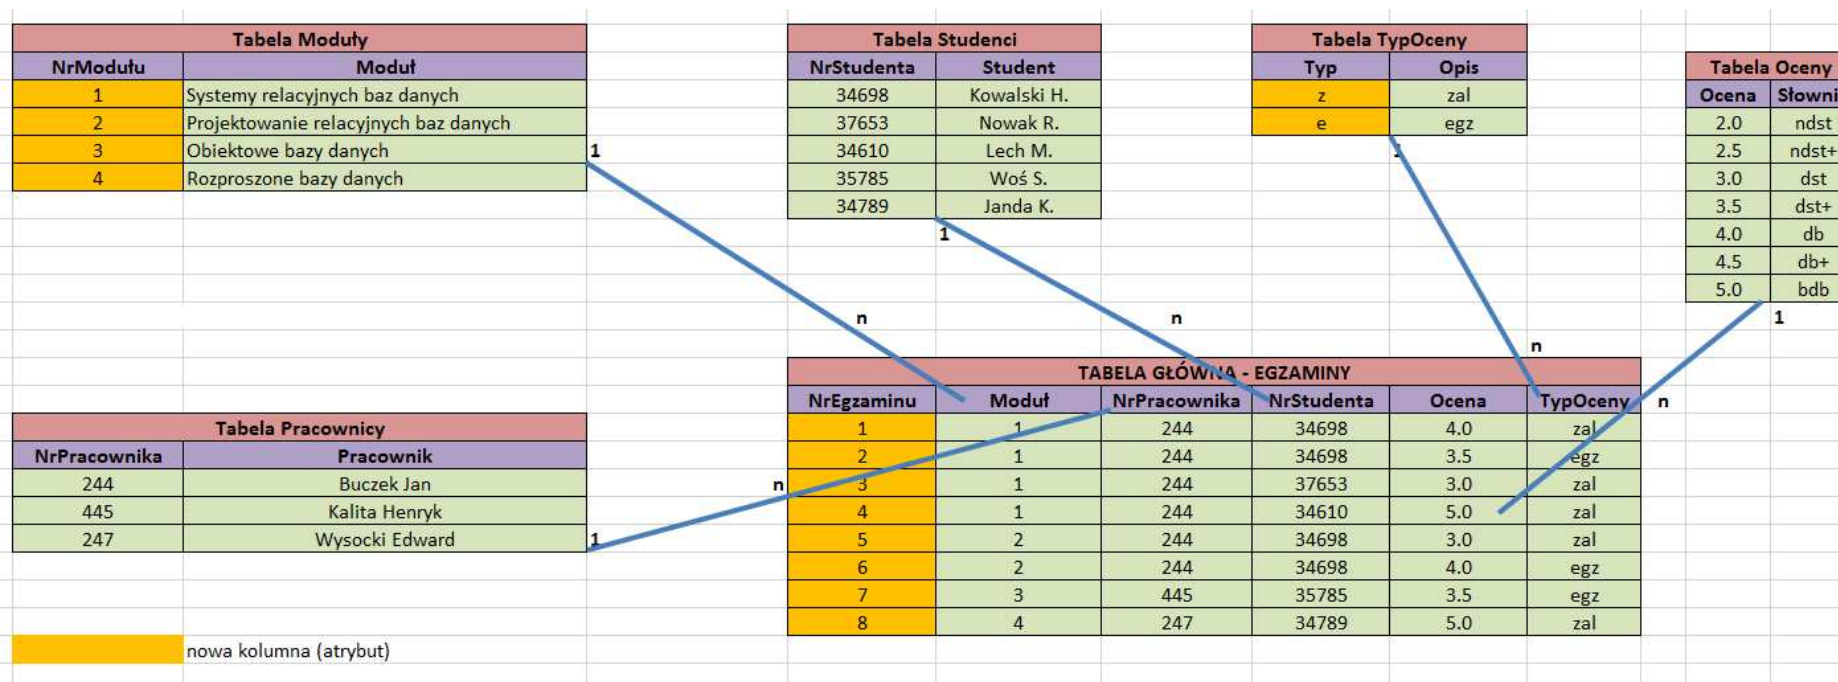 Tabela Moduły
NrModułu Moduł
1 Systemy relacyjnych baz danych
2 Projektowanie relacyjnych baz danych
3 Obiektowe bazy danych 1
4 Rozproszone bazy danych
Tabela Studenci
NrStudenta Student
34698 Kowalski H.
37653 Nowak R.
34610 Lech M.
35785 Woś S.
34789 Janda K.
1
Tabela TypOceny
Typ Opis
z zal
e egz
1
Tabela Oceny
Ocena Słowni
2.0 ndst
2.5 ndst+
3.0 dst
3.5 dst+
4.0 db
4.5 db+
5.0 bdb
1
n n
n
TABELA GŁÓWNA - EGZAMINY
NrEgzaminu Moduł NrPracownika NrStudenta Ocena TypOceny n
1 1 244 34698 4.0 zal
2 1 244 34698 3.5 egz
3 1 244 37653 3.0 zal
4 1 244 34610 5.0 zal
5 2 244 34698 3.0 zal
6 2 244 34698 4.0 egz
7 3 445 35785 3.5 egz
8 4 247 34789 5.0 zal
Tabela Pracownicy
NrPracownika Pracownik
244 Buczek Jan n
445 Kalita Henryk
247 Wysocki Edward 1
nowa kolumna (atrybut)